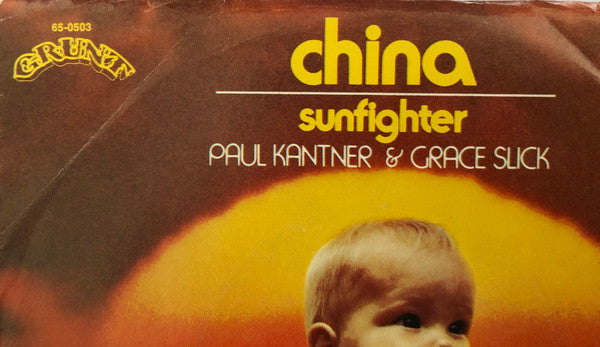 65-0503
GRUNT
china
sunfighter
PAUL KANTNER & GRACE SLICK